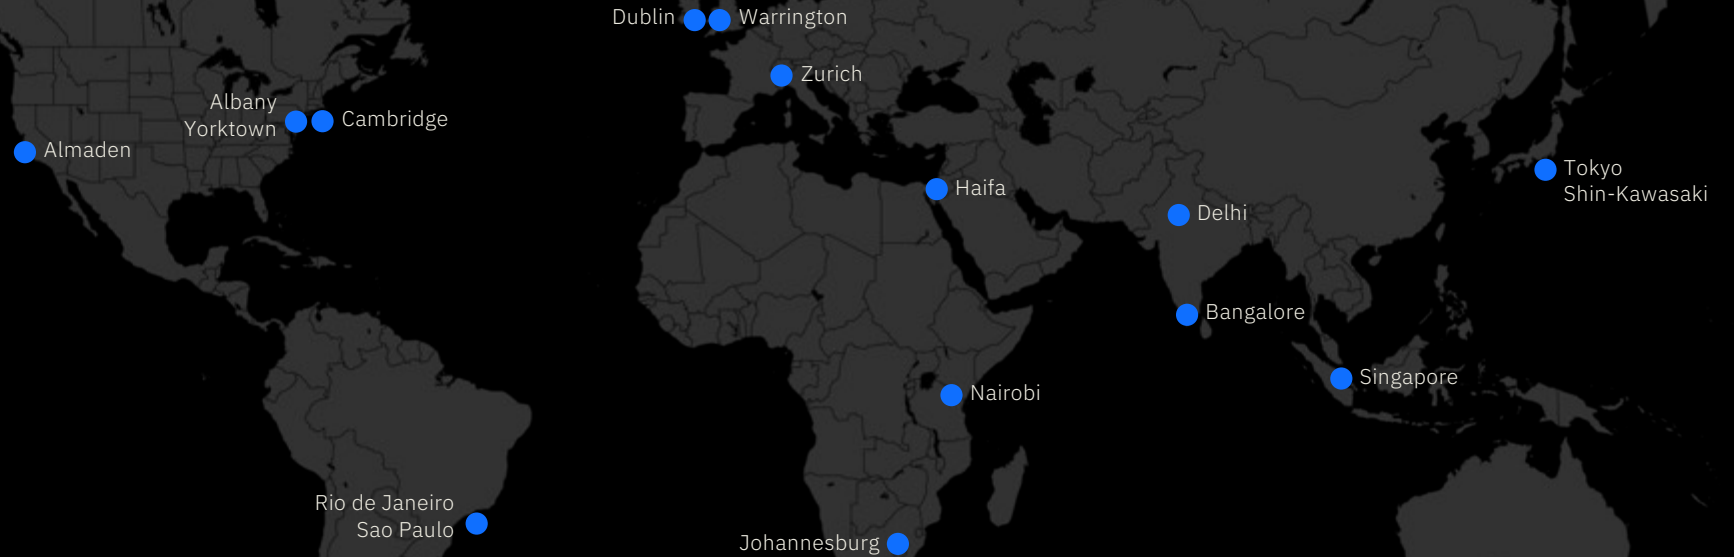 Dublin
Warrington
Zurich
Albany
Yorktown
Cambridge
Almaden
Tokyo
Shin-Kawasaki
Haifa
Delhi
Bangalore
Singapore
Nairobi
Rio de Janeiro
Sao Paulo
Johannesburg